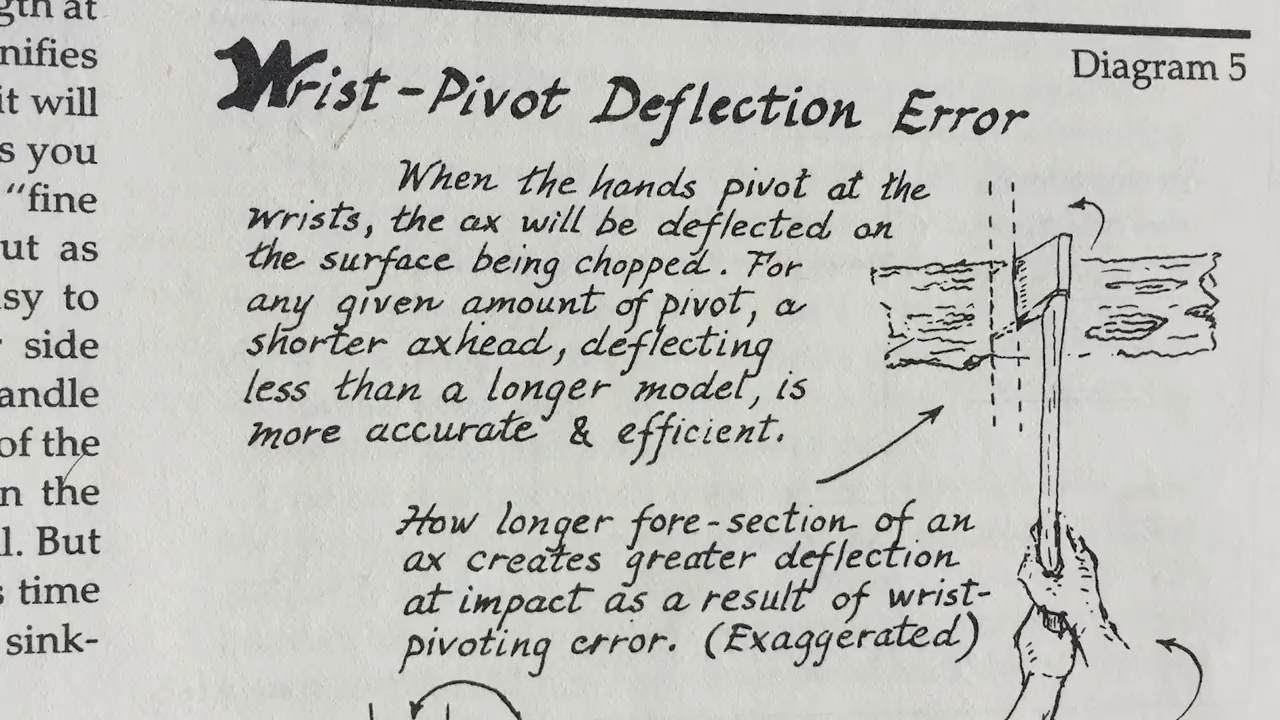 gth at
nifies
it will
s you
"fine
ut as
sy to
side
andle
of the
n the
l. But
s time
sink-
Diagram 5
Wrist-Pivot Deflection Error
When the hands pivot at the
wrists, the ax will be deflected on
the surface being chopped. For
any given amount of pivot, a
shorter axhead, deflecting
less than a longer model, is
more accurate & efficient.
How longer fore-section of an
ax creates greater deflection
at impact as a result of wrist-
pivoting error. (Exaggerated)